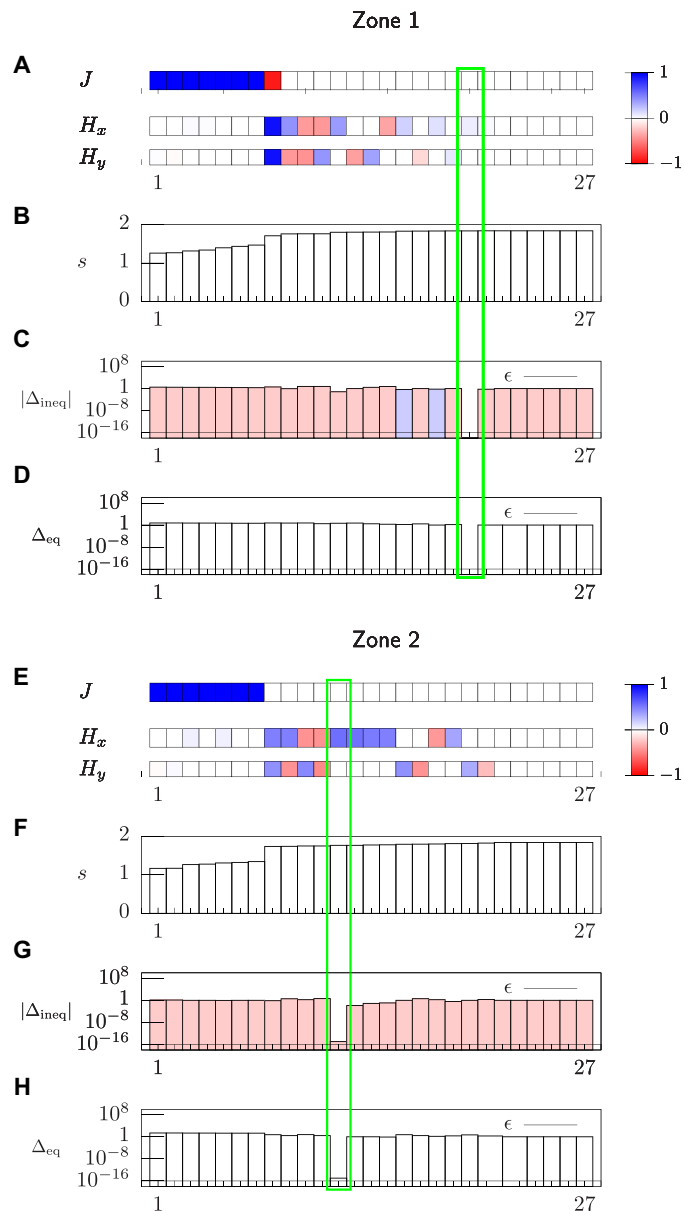 Zone 1
A
J
1
0
−1
H_x
H_y
1 27
B
2
s 1
0
1 27
C
10^8
|Δ_ineq| 1 ϵ
10^−8
10^−16
1 27
D
10^8
Δ_eq 1 ϵ
10^−8
10^−16
1 27
Zone 2
E
J
1
0
−1
H_x
H_y
1 27
F
2
s 1
0
1 27
G
10^8
|Δ_ineq| 1 ϵ
10^−8
10^−16
1 27
H
10^8
Δ_eq 1 ϵ
10^−8
10^−16
1 27